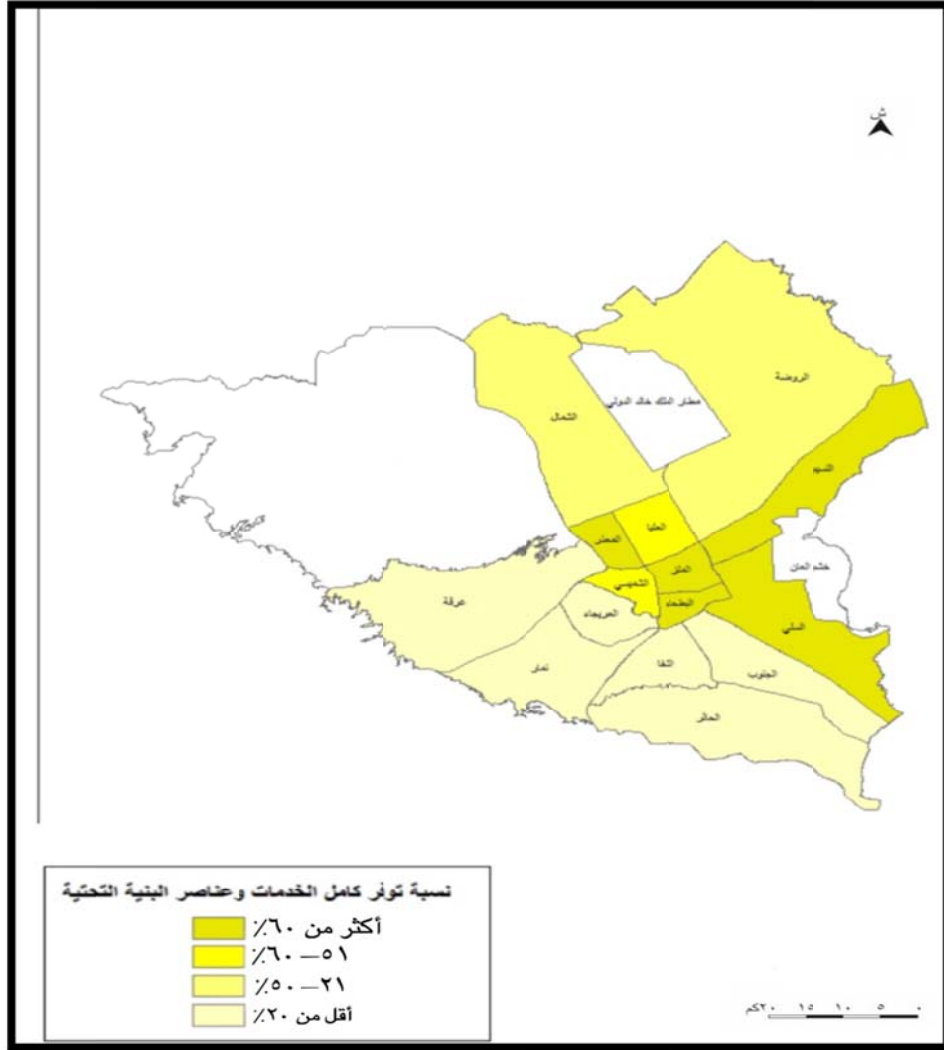 ش
الروضة
مطار الملك خالد الدولي
الشمال
النسيم
العليا
المعذر
خشم العان
الملز
الشميسي
البطحاء
عرقة
العريجاء
السلي
نمار
الشفا
الجنوب
الحائر
نسبة توفر كامل الخدمات وعناصر البنية التحتية
أكثر من ٦٠٪
٥١–٦٠٪
٢١–٥٠٪
أقل من ٢٠٪
٠ ٥ ١٠ ١٥ ٢٠كم